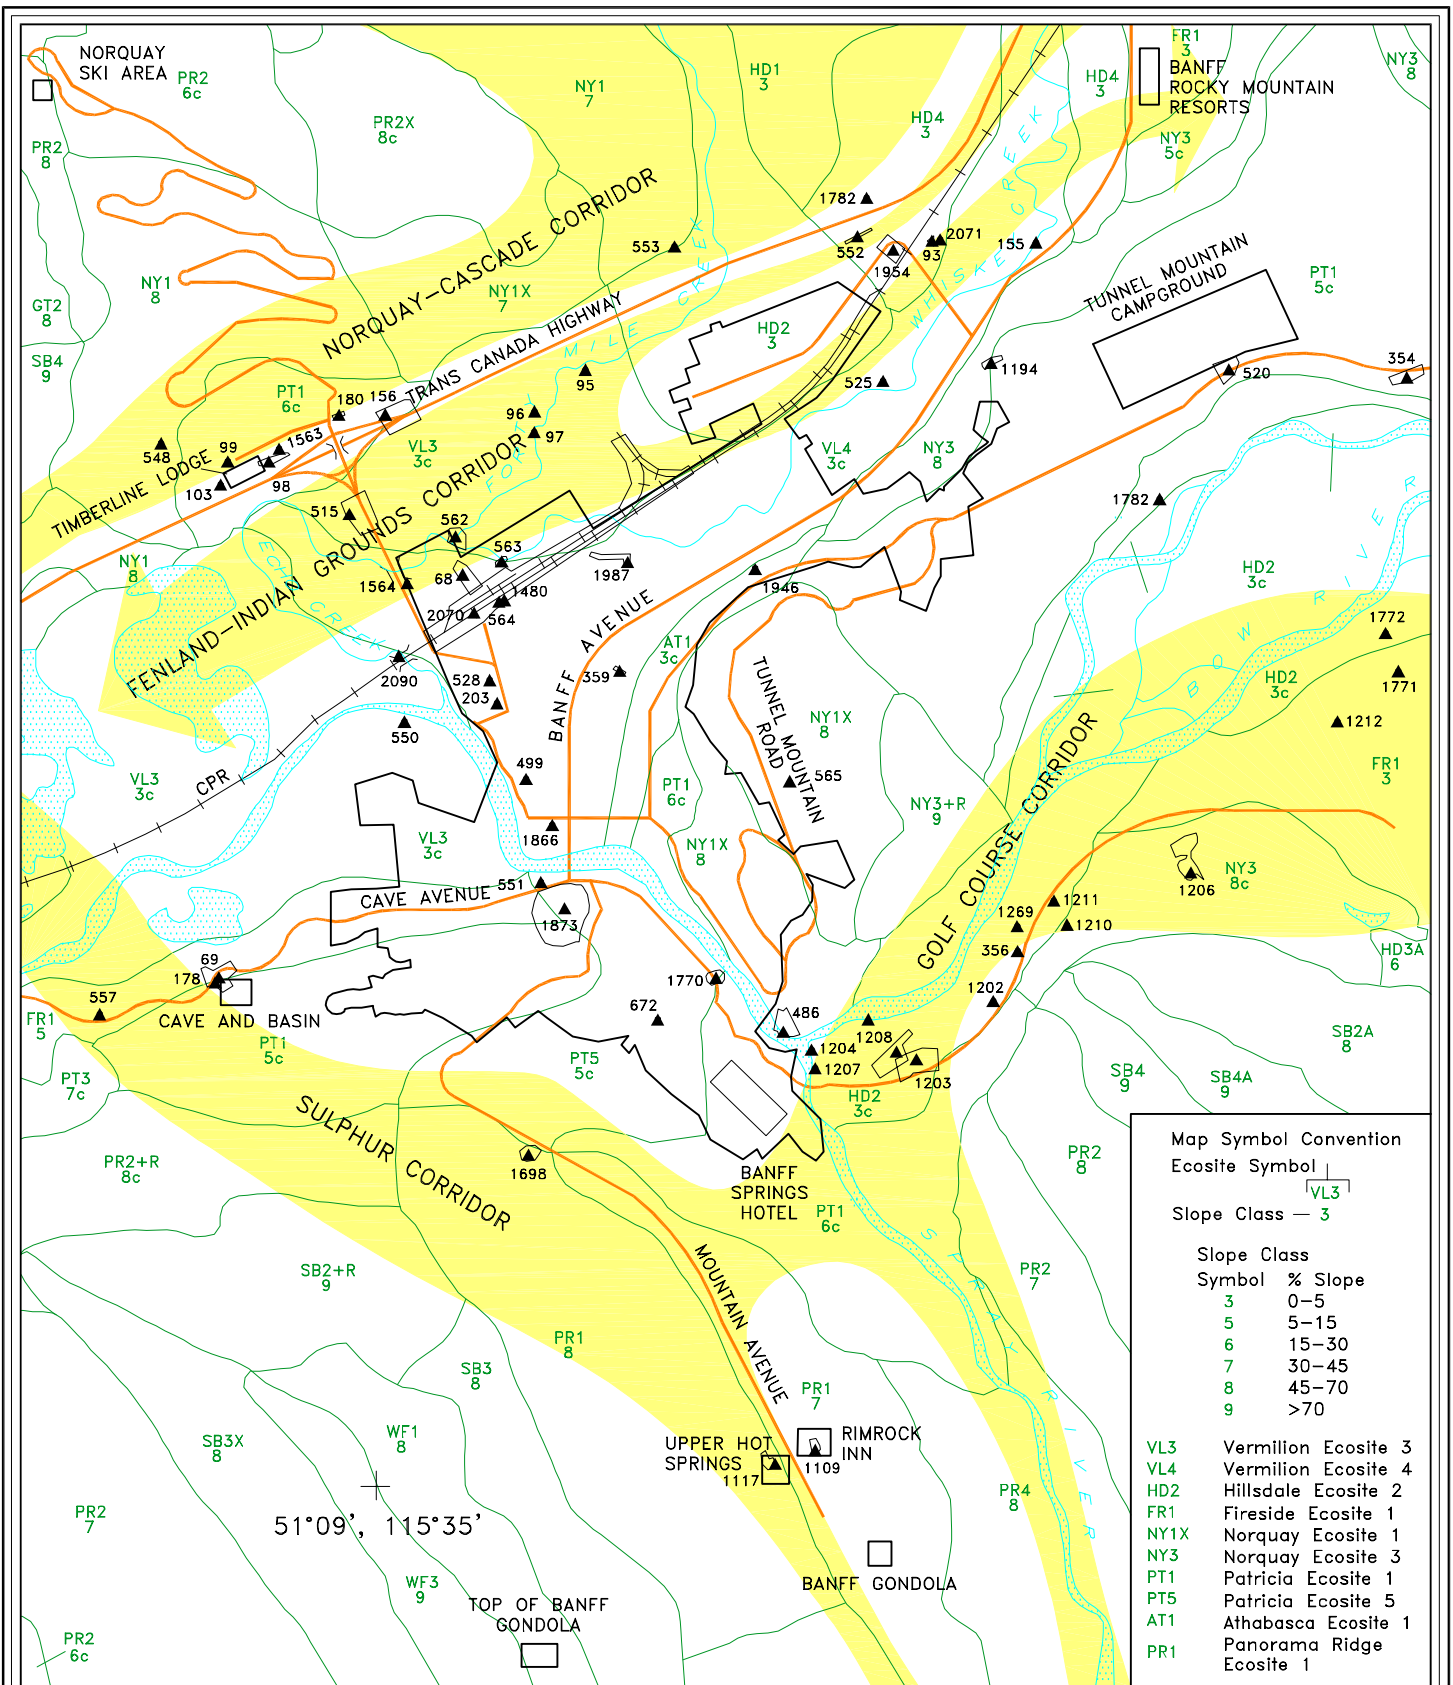 NORQUAY
SKI AREA
PR2
6c
PR2X
8c
NY1
7
HD1
3
HD4
3
HD4
3
FR1
3
BANFF
ROCKY MOUNTAIN
RESORTS
NY3
8
NY3
5c
PR2
8
NORQUAY-CASCADE CORRIDOR
1782
553
552
1954
2071
93
155
WHISKEY CREEK
TUNNEL MOUNTAIN
CAMPGROUND
PT1
5c
NY1
8
GT2
8
SB4
9
NY1X
7
TRANS CANADA HIGHWAY
FORTY MILE CREEK
HD2
3
95
525
1194
520
354
PT1
6c
180
156
96
97
VL3
3c
VL4
3c
NY3
8
548
99
1563
98
103
TIMBERLINE LODGE
515
562
563
68
1987
1564
1480
2070
564
1946
1782
NY1
8
ECHO CREEK
FENLAND-INDIAN GROUNDS CORRIDOR
HD2
3c
BOW RIVER
1772
1771
1212
HD2
3c
FR1
3
AT1
3c
359
BANFF AVENUE
2090
528
203
550
TUNNEL MOUNTAIN
ROAD
NY1X
8
565
499
PT1
6c
NY3+R
9
GOLF COURSE CORRIDOR
VL3
3c
CPR
VL3
3c
1866
NY1X
8
1206
NY3
8c
551
CAVE AVENUE
1873
1211
1269
1210
356
1202
HD3A
6
69
178
CAVE AND BASIN
557
FR1
5
PT1
5c
PT3
7c
672
1770
486
1208
1204
1207
1203
PT5
5c
HD2
3c
SB2A
8
SB4
9
SB4A
9
SULPHUR CORRIDOR
PR2+R
8c
1698
BANFF
SPRINGS
HOTEL
PT1
6c
PR2
8
PR2
7
SPRAY RIVER
SB2+R
9
MOUNTAIN AVENUE
PR1
8
SB3
8
PR1
7
SB3X
8
WF1
8
UPPER HOT
SPRINGS
1117
RIMROCK
INN
1109
PR4
8
PR2
7
51°09', 115°35'
WF3
9
BANFF GONDOLA
TOP OF BANFF
GONDOLA
PR2
6c
Map Symbol Convention
Ecosite Symbol
VL3
Slope Class — 3
Slope Class
Symbol % Slope
3 0-5
5 5-15
6 15-30
7 30-45
8 45-70
9 >70
VL3 Vermilion Ecosite 3
VL4 Vermilion Ecosite 4
HD2 Hillsdale Ecosite 2
FR1 Fireside Ecosite 1
NY1X Norquay Ecosite 1
NY3 Norquay Ecosite 3
PT1 Patricia Ecosite 1
PT5 Patricia Ecosite 5
AT1 Athabasca Ecosite 1
PR1 Panorama Ridge
Ecosite 1